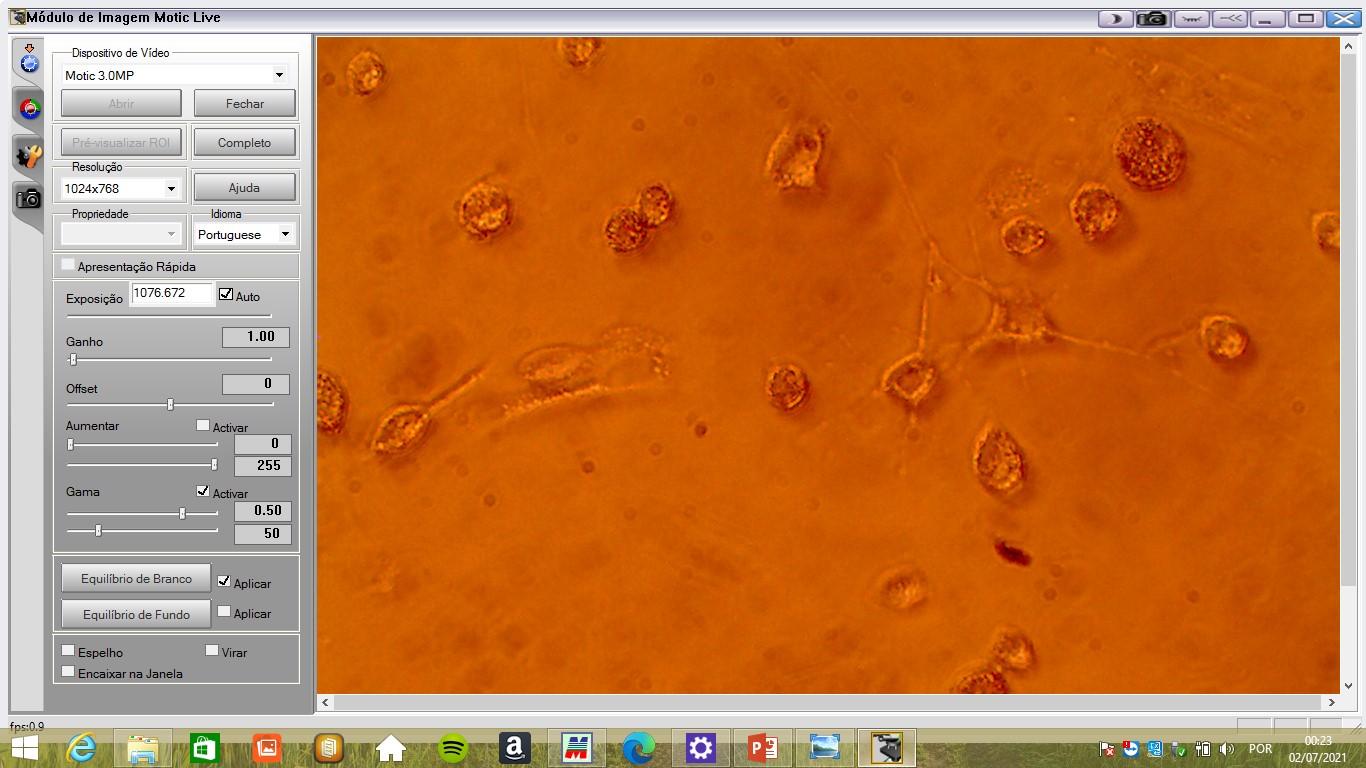 Módulo de Imagem Motic Live
Dispositivo de Vídeo
Motic 3.0MP
Abrir Fechar
Pré-visualizar ROI Completo
Resolução
1024x768 Ajuda
Propriedade Idioma
Portuguese
Apresentação Rápida
Exposição 1076.672 Auto
Ganho 1.00
Offset 0
Aumentar Activar
0
255
Gama Activar
0.50
50
Equilíbrio de Branco Aplicar
Equilíbrio de Fundo Aplicar
Espelho Virar
Encaixar na Janela
fps:0.9
POR 00:23
02/07/2021